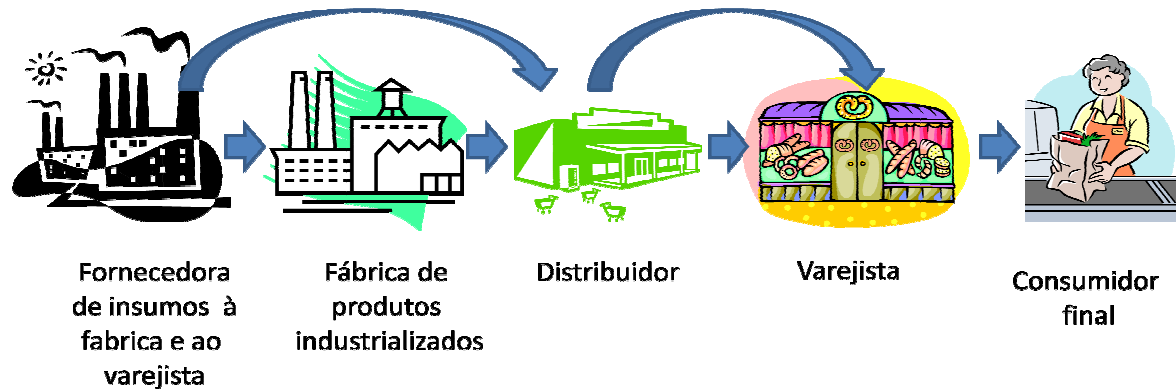 Fornecedora
de insumos à
fabrica e ao
varejista
Fábrica de
produtos
industrializados
Distribuidor
Varejista
Consumidor
final